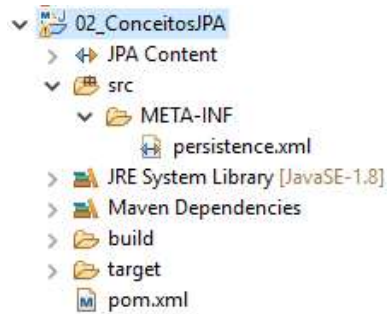 02_ConceitosJPA
JPA Content
src
META-INF
persistence.xml
JRE System Library [JavaSE-1.8]
Maven Dependencies
build
target
pom.xml